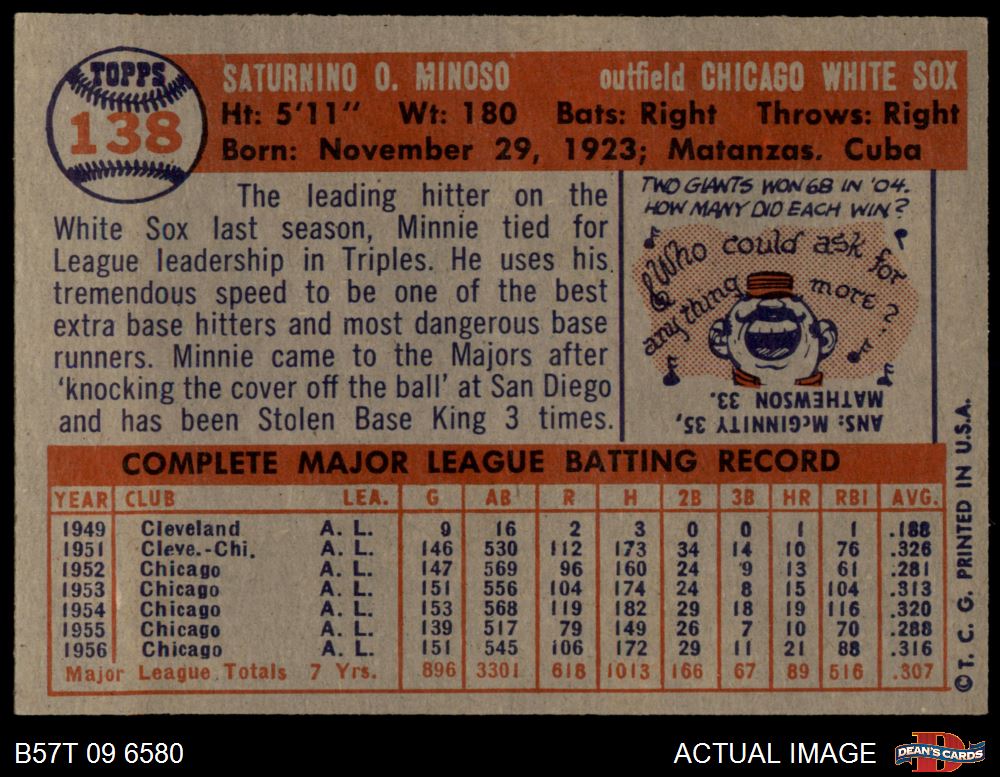 TOPPS
138
SATURNINO O. MINOSO outfield CHICAGO WHITE SOX
Ht: 5'11" Wt: 180 Bats: Right Throws: Right
Born: November 29, 1923; Matanzas. Cuba
The leading hitter on the
White Sox last season, Minnie tied for
League leadership in Triples. He uses his
tremendous speed to be one of the best
extra base hitters and most dangerous base
runners. Minnie came to the Majors after
'knocking the cover off the ball' at San Diego
and has been Stolen Base King 3 times.
TWO GIANTS WON 68 IN '04.
HOW MANY DID EACH WIN?
Who could ask for
anything more?
ANS: McGINNITY 35,
MATHEWSON 33.
COMPLETE MAJOR LEAGUE BATTING RECORD
YEAR CLUB LEA. G AB R H 2B 3B HR RBI AVG.
1949 Cleveland A. L. 9 16 2 3 0 0 1 1 .188
1951 Cleve.-Chi. A. L. 146 530 112 173 34 14 10 76 .326
1952 Chicago A. L. 147 569 96 160 24 9 13 61 .281
1953 Chicago A. L. 151 556 104 174 24 8 15 104 .313
1954 Chicago A. L. 153 568 119 182 29 18 19 116 .320
1955 Chicago A. L. 139 517 79 149 26 7 10 70 .288
1956 Chicago A. L. 151 545 106 172 29 11 21 88 .316
Major League Totals 7 Yrs. 896 3301 618 1013 166 67 89 516 .307
©T. C. G. PRINTED IN U.S.A.
B57T 09 6580
ACTUAL IMAGE
D
DEAN'S CARDS